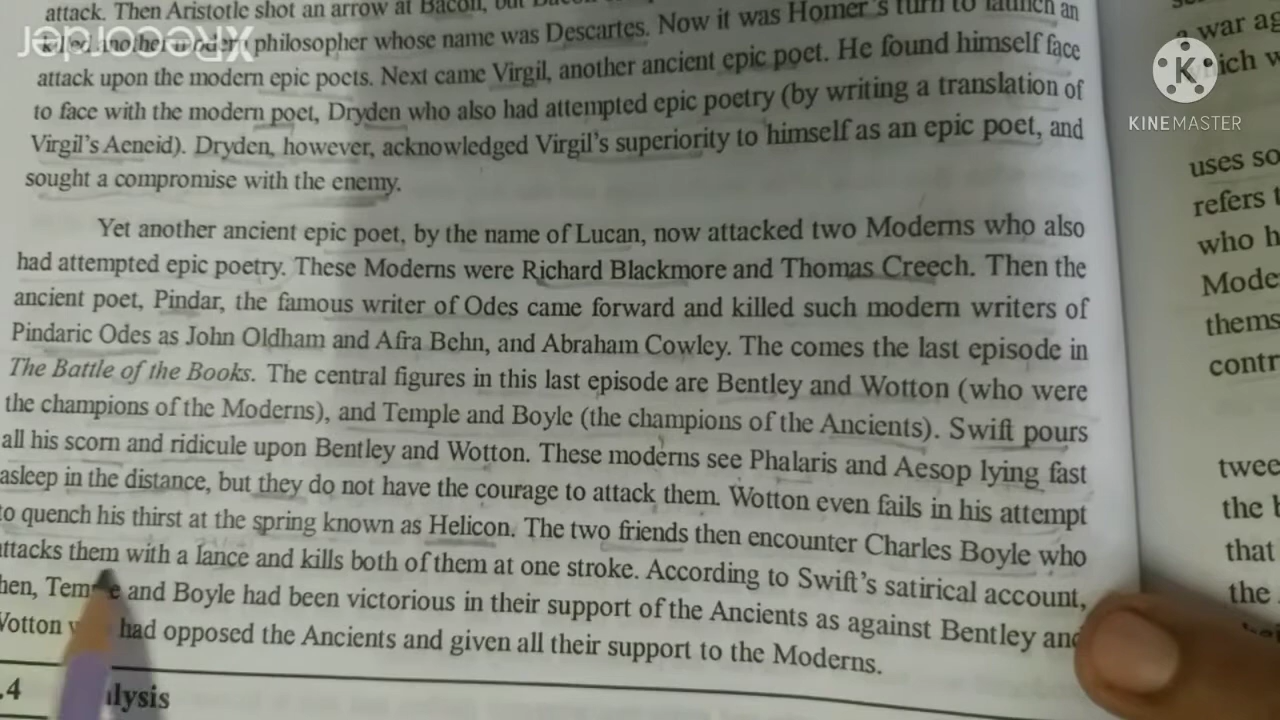 attack. Then Aristotle shot an arrow at Bacon, but
killed another modern philosopher whose name was Descartes. Now it was Homer's turn to launch an
attack upon the modern epic poets. Next came Virgil, another ancient epic poet. He found himself face
to face with the modern poet, Dryden who also had attempted epic poetry (by writing a translation of
Virgil's Aeneid). Dryden, however, acknowledged Virgil's superiority to himself as an epic poet, and
sought a compromise with the enemy.
Yet another ancient epic poet, by the name of Lucan, now attacked two Moderns who also
had attempted epic poetry. These Moderns were Richard Blackmore and Thomas Creech. Then the
ancient poet, Pindar, the famous writer of Odes came forward and killed such modern writers of
Pindaric Odes as John Oldham and Afra Behn, and Abraham Cowley. The comes the last episode in
The Battle of the Books. The central figures in this last episode are Bentley and Wotton (who were
the champions of the Moderns), and Temple and Boyle (the champions of the Ancients). Swift pours
all his scorn and ridicule upon Bentley and Wotton. These moderns see Phalaris and Aesop lying fast
asleep in the distance, but they do not have the courage to attack them. Wotton even fails in his attempt
to quench his thirst at the spring known as Helicon. The two friends then encounter Charles Boyle who
attacks them with a lance and kills both of them at one stroke. According to Swift's satirical account,
and Boyle had been victorious in their support of the Ancients as against Bentley and
Wotton had opposed the Ancients and given all their support to the Moderns.
.4
a war
which
uses so
refers
who h
Mode
thems
contr
twee
the
that
the
XRecorder
K
KINEMASTER